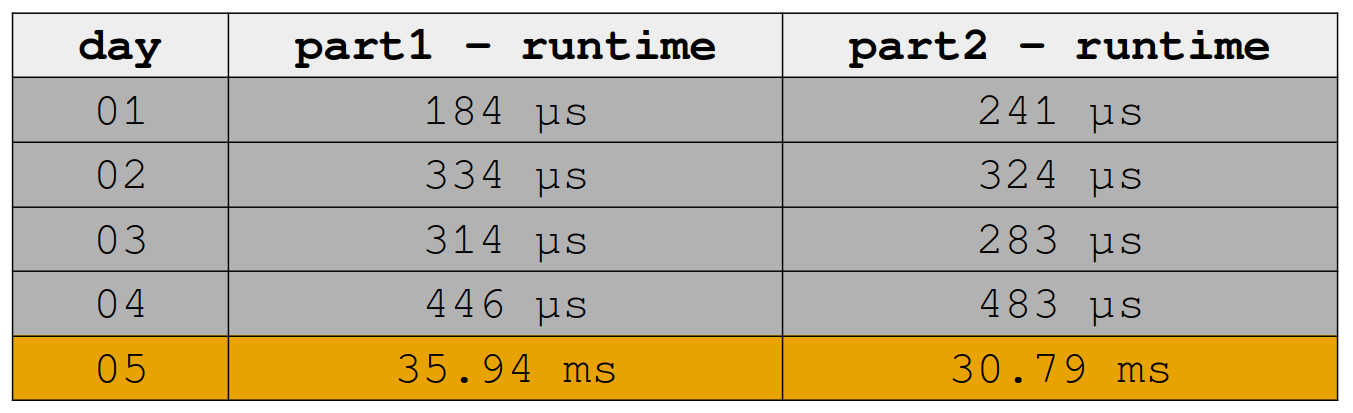 day part1 – runtime part2 – runtime
01 184 µs 241 µs
02 334 µs 324 µs
03 314 µs 283 µs
04 446 µs 483 µs
05 35.94 ms 30.79 ms